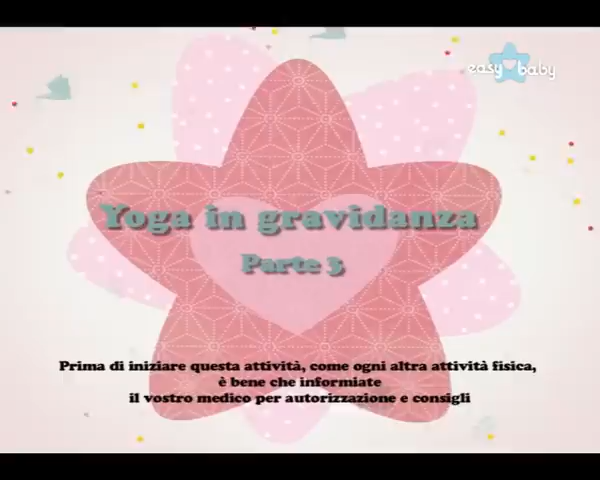 easy baby
Yoga in gravidanza
Parte 3
Prima di iniziare questa attività, come ogni altra attività fisica,
è bene che informiate
il vostro medico per autorizzazione e consigli